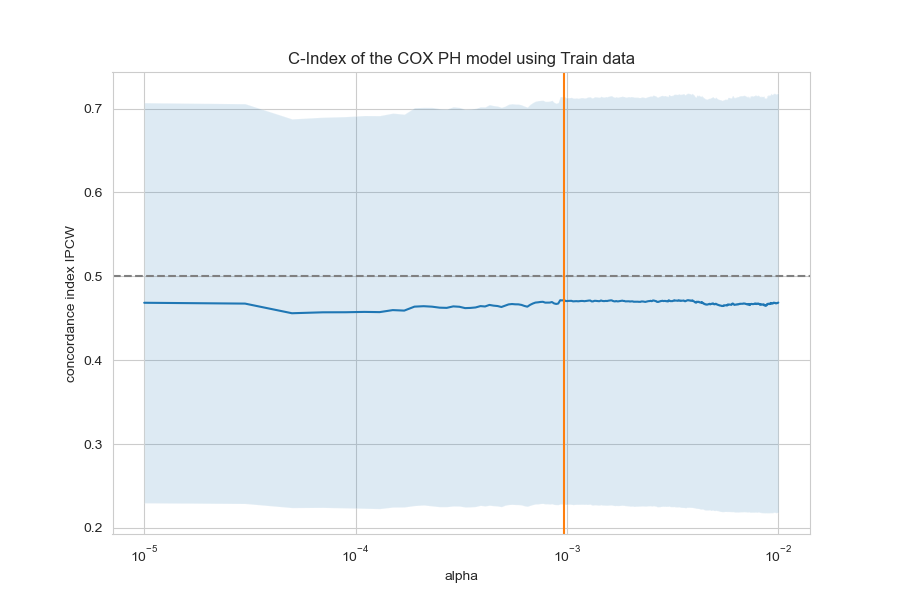 C-Index of the COX PH model using Train data
concordance index IPCW
0.7
0.6
0.5
0.4
0.3
0.2
10⁻⁵ 10⁻⁴ 10⁻³ 10⁻²
alpha